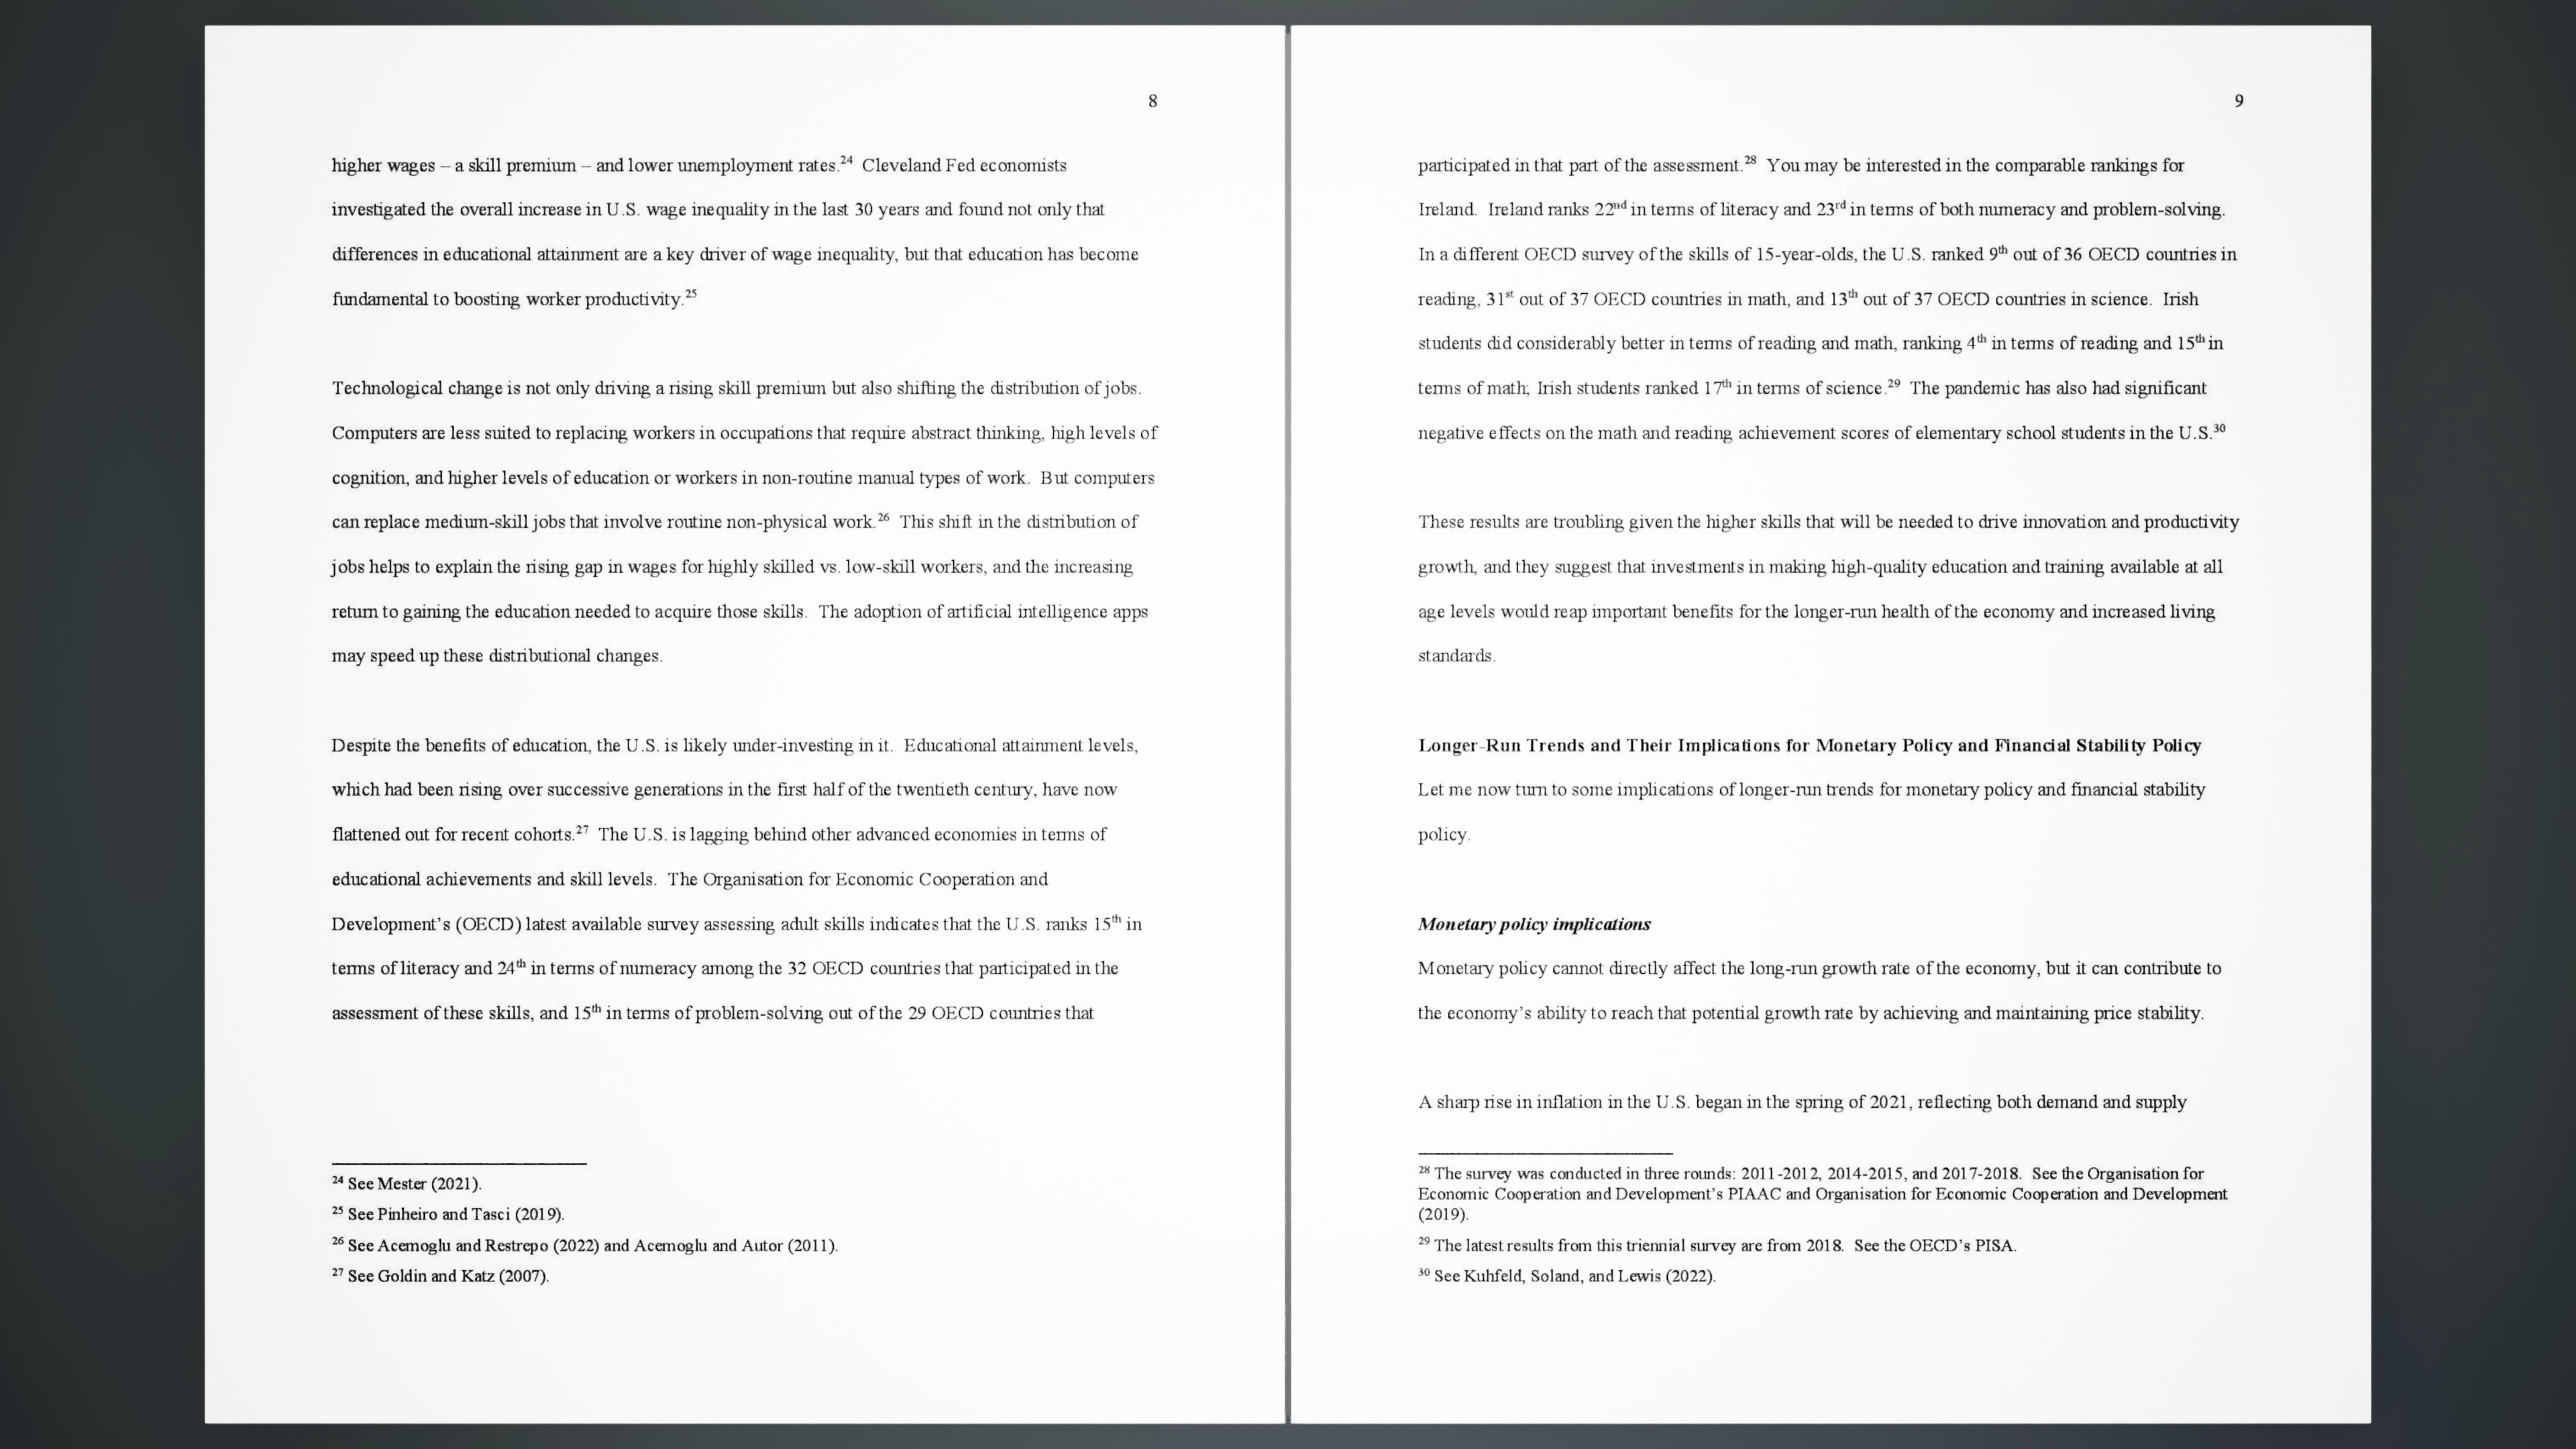 8
higher wages – a skill premium – and lower unemployment rates.24 Cleveland Fed economists
investigated the overall increase in U.S. wage inequality in the last 30 years and found not only that
differences in educational attainment are a key driver of wage inequality, but that education has become
fundamental to boosting worker productivity.25
Technological change is not only driving a rising skill premium but also shifting the distribution of jobs.
Computers are less suited to replacing workers in occupations that require abstract thinking, high levels of
cognition, and higher levels of education or workers in non-routine manual types of work. But computers
can replace medium-skill jobs that involve routine non-physical work.26 This shift in the distribution of
jobs helps to explain the rising gap in wages for highly skilled vs. low-skill workers, and the increasing
return to gaining the education needed to acquire those skills. The adoption of artificial intelligence apps
may speed up these distributional changes.
Despite the benefits of education, the U.S. is likely under-investing in it. Educational attainment levels,
which had been rising over successive generations in the first half of the twentieth century, have now
flattened out for recent cohorts.27 The U.S. is lagging behind other advanced economies in terms of
educational achievements and skill levels. The Organisation for Economic Cooperation and
Development's (OECD) latest available survey assessing adult skills indicates that the U.S. ranks 15th in
terms of literacy and 24th in terms of numeracy among the 32 OECD countries that participated in the
assessment of these skills, and 15th in terms of problem-solving out of the 29 OECD countries that
24 See Mester (2021).
25 See Pinheiro and Tasci (2019).
26 See Acemoglu and Restrepo (2022) and Acemoglu and Autor (2011).
27 See Goldin and Katz (2007).
9
participated in that part of the assessment.28 You may be interested in the comparable rankings for
Ireland. Ireland ranks 22nd in terms of literacy and 23rd in terms of both numeracy and problem-solving.
In a different OECD survey of the skills of 15-year-olds, the U.S. ranked 9th out of 36 OECD countries in
reading, 31st out of 37 OECD countries in math, and 13th out of 37 OECD countries in science. Irish
students did considerably better in terms of reading and math, ranking 4th in terms of reading and 15th in
terms of math; Irish students ranked 17th in terms of science.29 The pandemic has also had significant
negative effects on the math and reading achievement scores of elementary school students in the U.S.30
These results are troubling given the higher skills that will be needed to drive innovation and productivity
growth, and they suggest that investments in making high-quality education and training available at all
age levels would reap important benefits for the longer-run health of the economy and increased living
standards.
Longer-Run Trends and Their Implications for Monetary Policy and Financial Stability Policy
Let me now turn to some implications of longer-run trends for monetary policy and financial stability
policy.
Monetary policy implications
Monetary policy cannot directly affect the long-run growth rate of the economy, but it can contribute to
the economy's ability to reach that potential growth rate by achieving and maintaining price stability.
A sharp rise in inflation in the U.S. began in the spring of 2021, reflecting both demand and supply
28 The survey was conducted in three rounds: 2011-2012, 2014-2015, and 2017-2018. See the Organisation for
Economic Cooperation and Development's PIAAC and Organisation for Economic Cooperation and Development
(2019).
29 The latest results from this triennial survey are from 2018. See the OECD's PISA.
30 See Kuhfeld, Soland, and Lewis (2022).